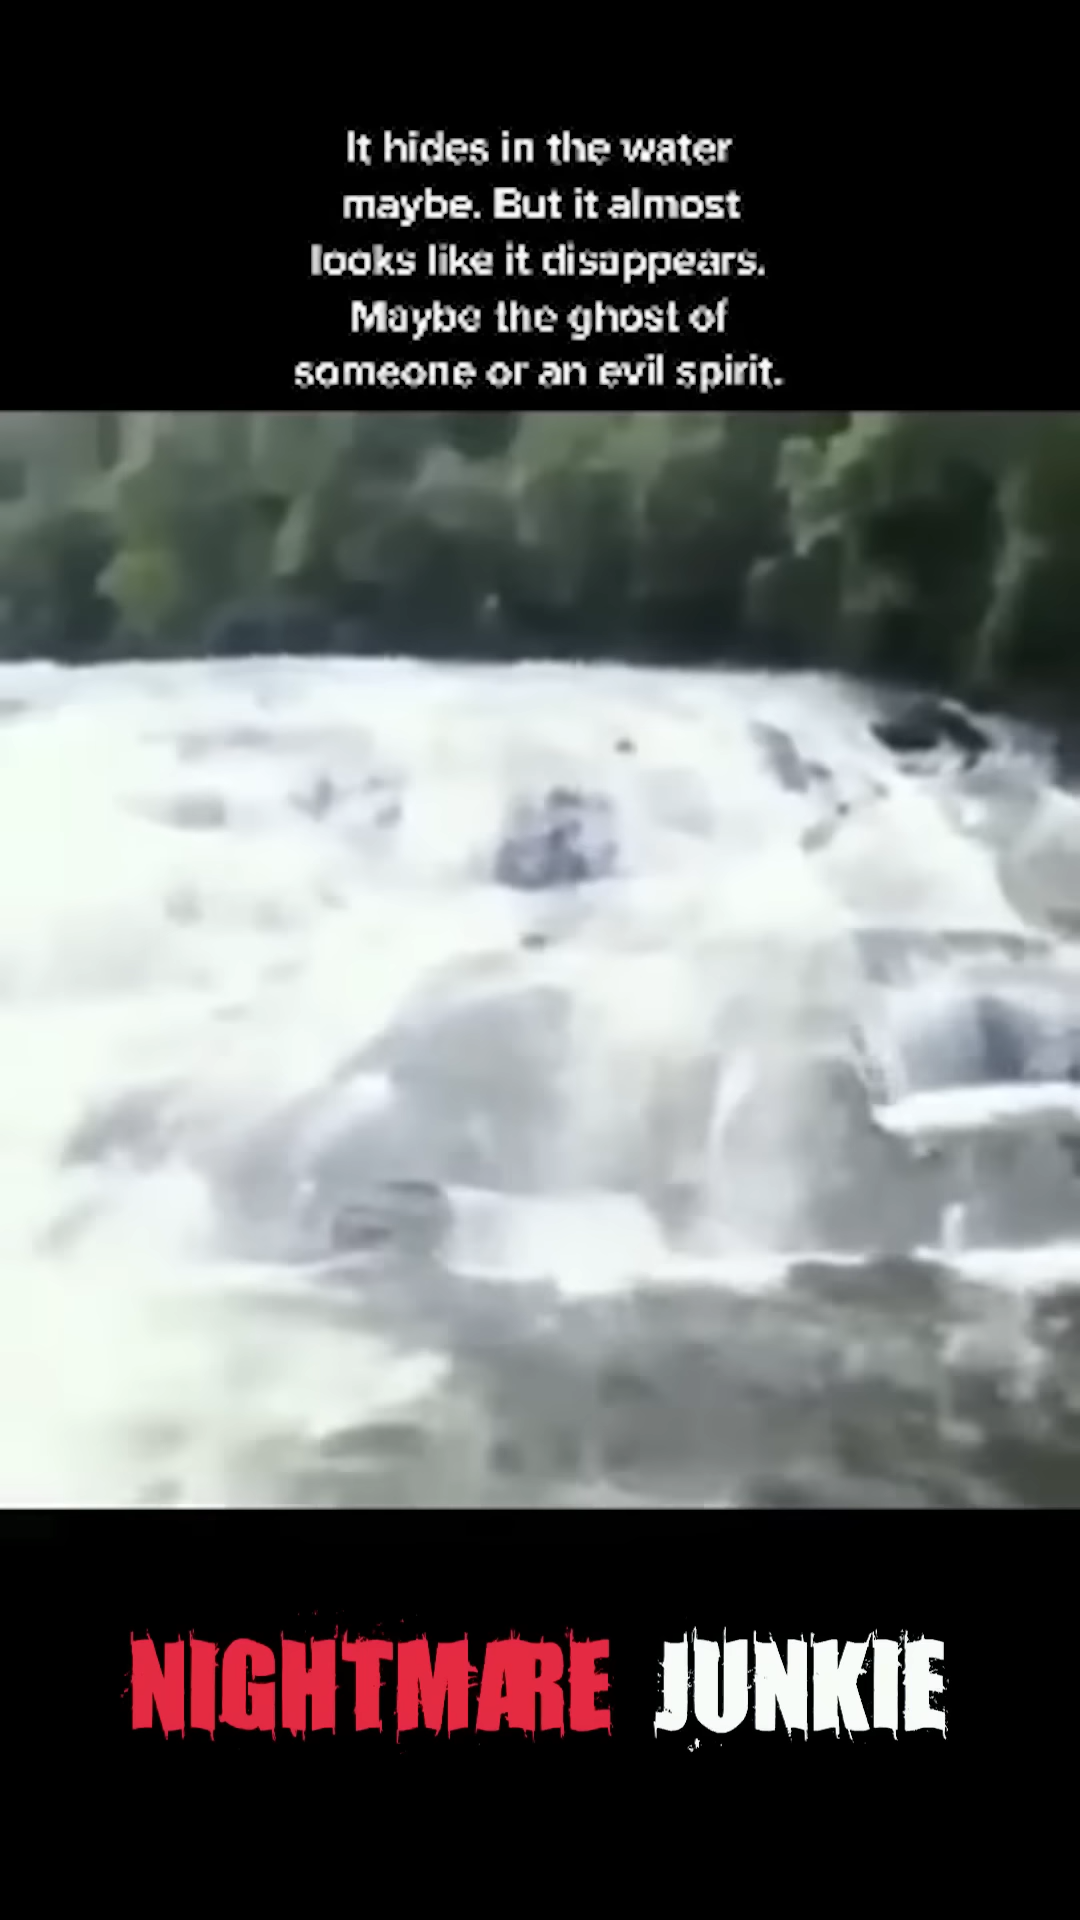 It hides in the water
maybe. But it almost
looks like it disappears.
Maybe the ghost of
someone or an evil spirit.
NIGHTMARE JUNKIE